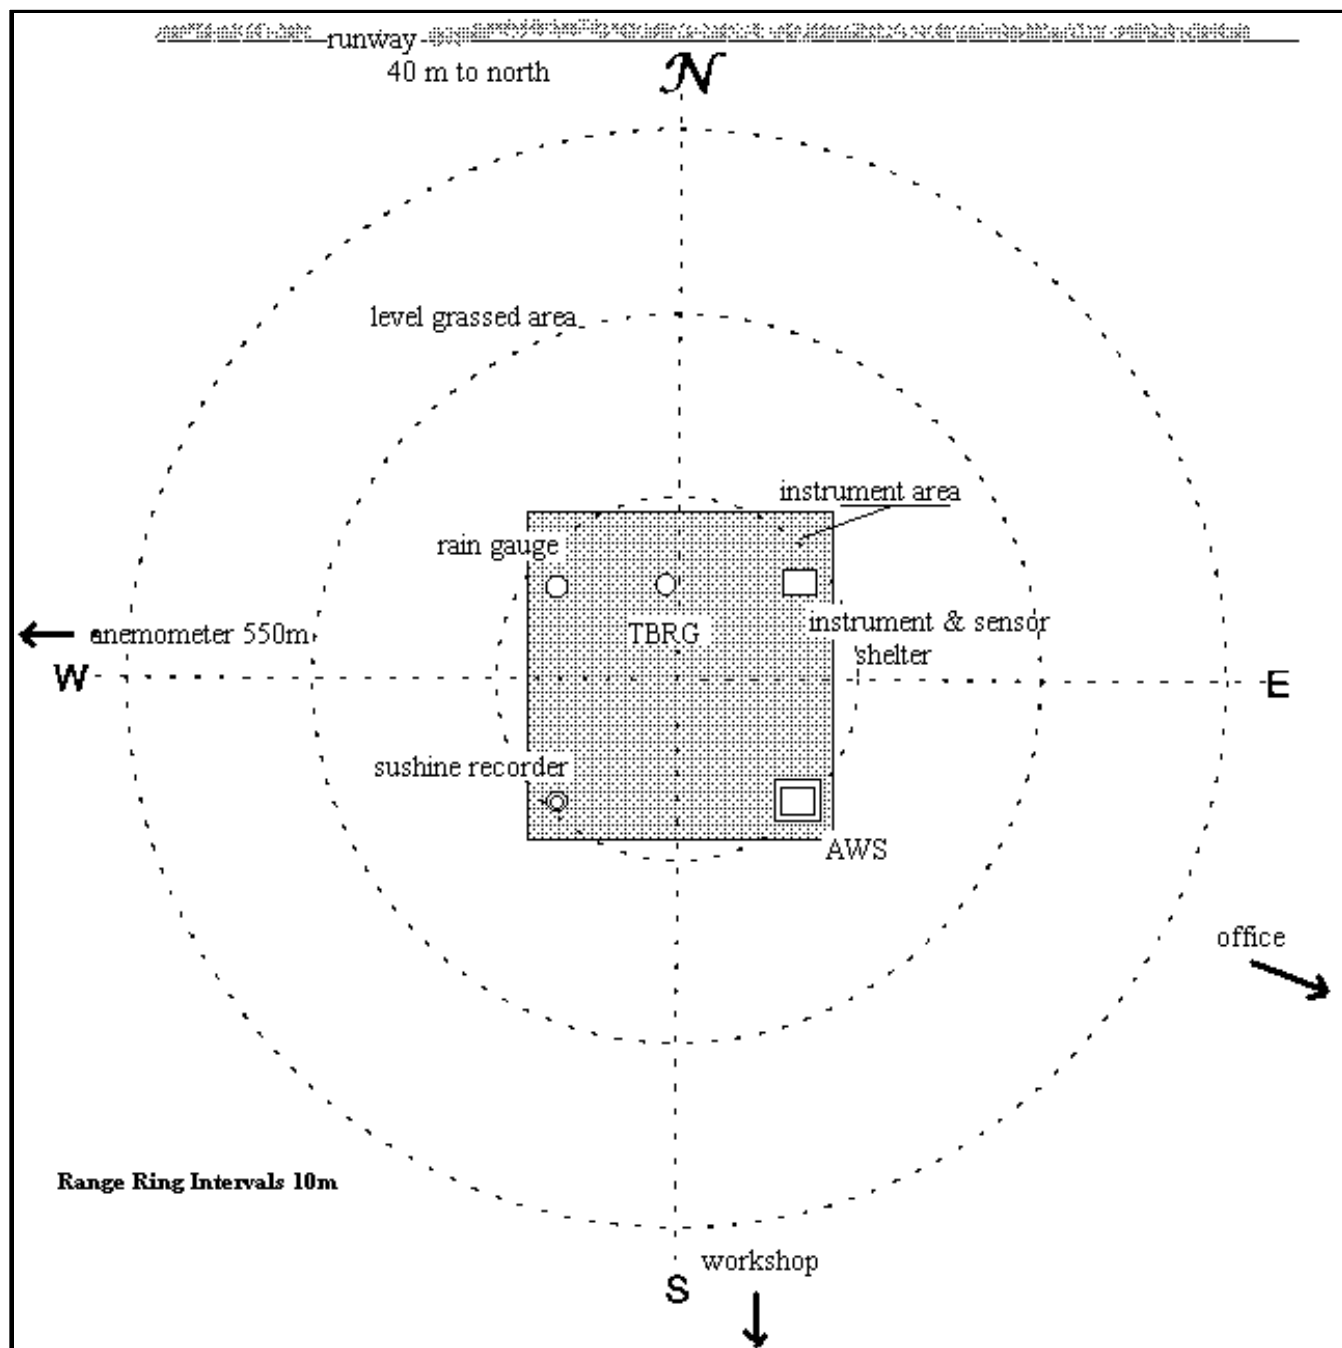 runway
40 m to north
N
level grassed area
instrument area
rain gauge
TBRG
instrument & sensor
shelter
anemometer 550m
W
E
sushine recorder
AWS
office
Range Ring Intervals 10m
workshop
S